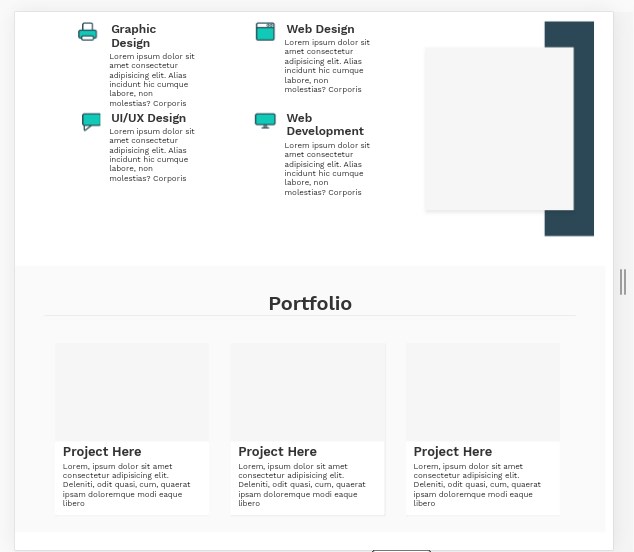 Graphic
Design
Lorem ipsum dolor sit
amet consectetur
adipisicing elit. Alias
incidunt hic cumque
labore, non
molestias? Corporis
Web Design
Lorem ipsum dolor sit
amet consectetur
adipisicing elit. Alias
incidunt hic cumque
labore, non
molestias? Corporis
UI/UX Design
Lorem ipsum dolor sit
amet consectetur
adipisicing elit. Alias
incidunt hic cumque
labore, non
molestias? Corporis
Web
Development
Lorem ipsum dolor sit
amet consectetur
adipisicing elit. Alias
incidunt hic cumque
labore, non
molestias? Corporis
Portfolio
Project Here
Lorem, ipsum dolor sit amet
consectetur adipisicing elit.
Deleniti, odit quasi, cum, quaerat
ipsam doloremque modi eaque
libero
Project Here
Lorem, ipsum dolor sit amet
consectetur adipisicing elit.
Deleniti, odit quasi, cum, quaerat
ipsam doloremque modi eaque
libero
Project Here
Lorem, ipsum dolor sit amet
consectetur adipisicing elit.
Deleniti, odit quasi, cum, quaerat
ipsam doloremque modi eaque
libero